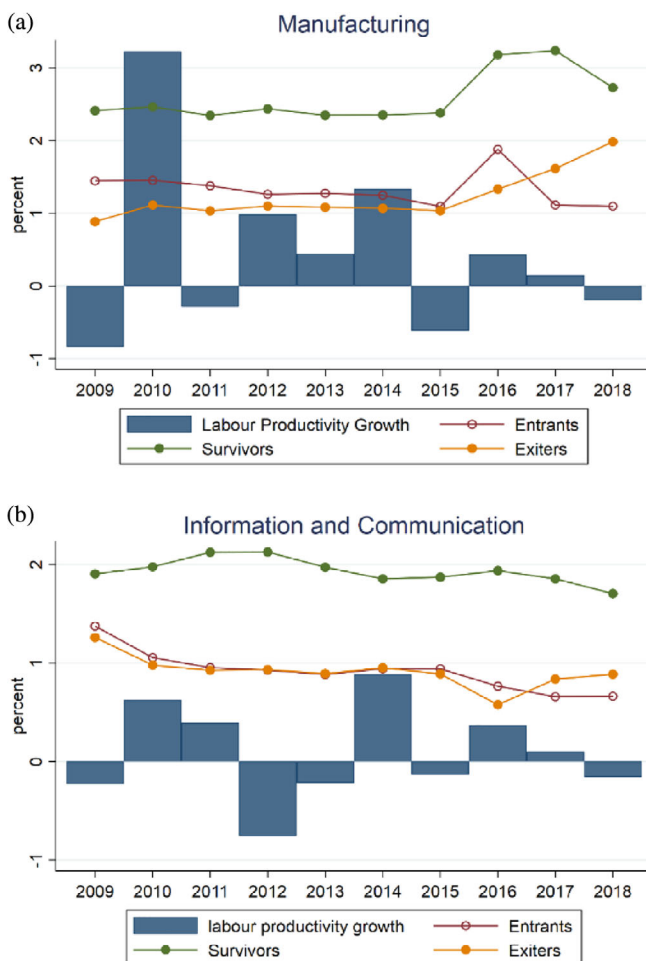 (a)
Manufacturing
3
2
1
0
-1
percent
2009 2010 2011 2012 2013 2014 2015 2016 2017 2018
Labour Productivity Growth Entrants
Survivors Exiters
(b)
Information and Communication
2
1
0
-1
percent
2009 2010 2011 2012 2013 2014 2015 2016 2017 2018
labour productivity growth Entrants
Survivors Exiters